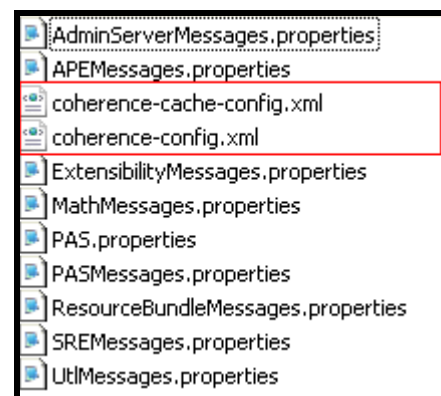 AdminServerMessages.properties
APEMessages.properties
coherence-cache-config.xml
coherence-config.xml
ExtensibilityMessages.properties
MathMessages.properties
PAS.properties
PASMessages.properties
ResourceBundleMessages.properties
SREMessages.properties
UtlMessages.properties